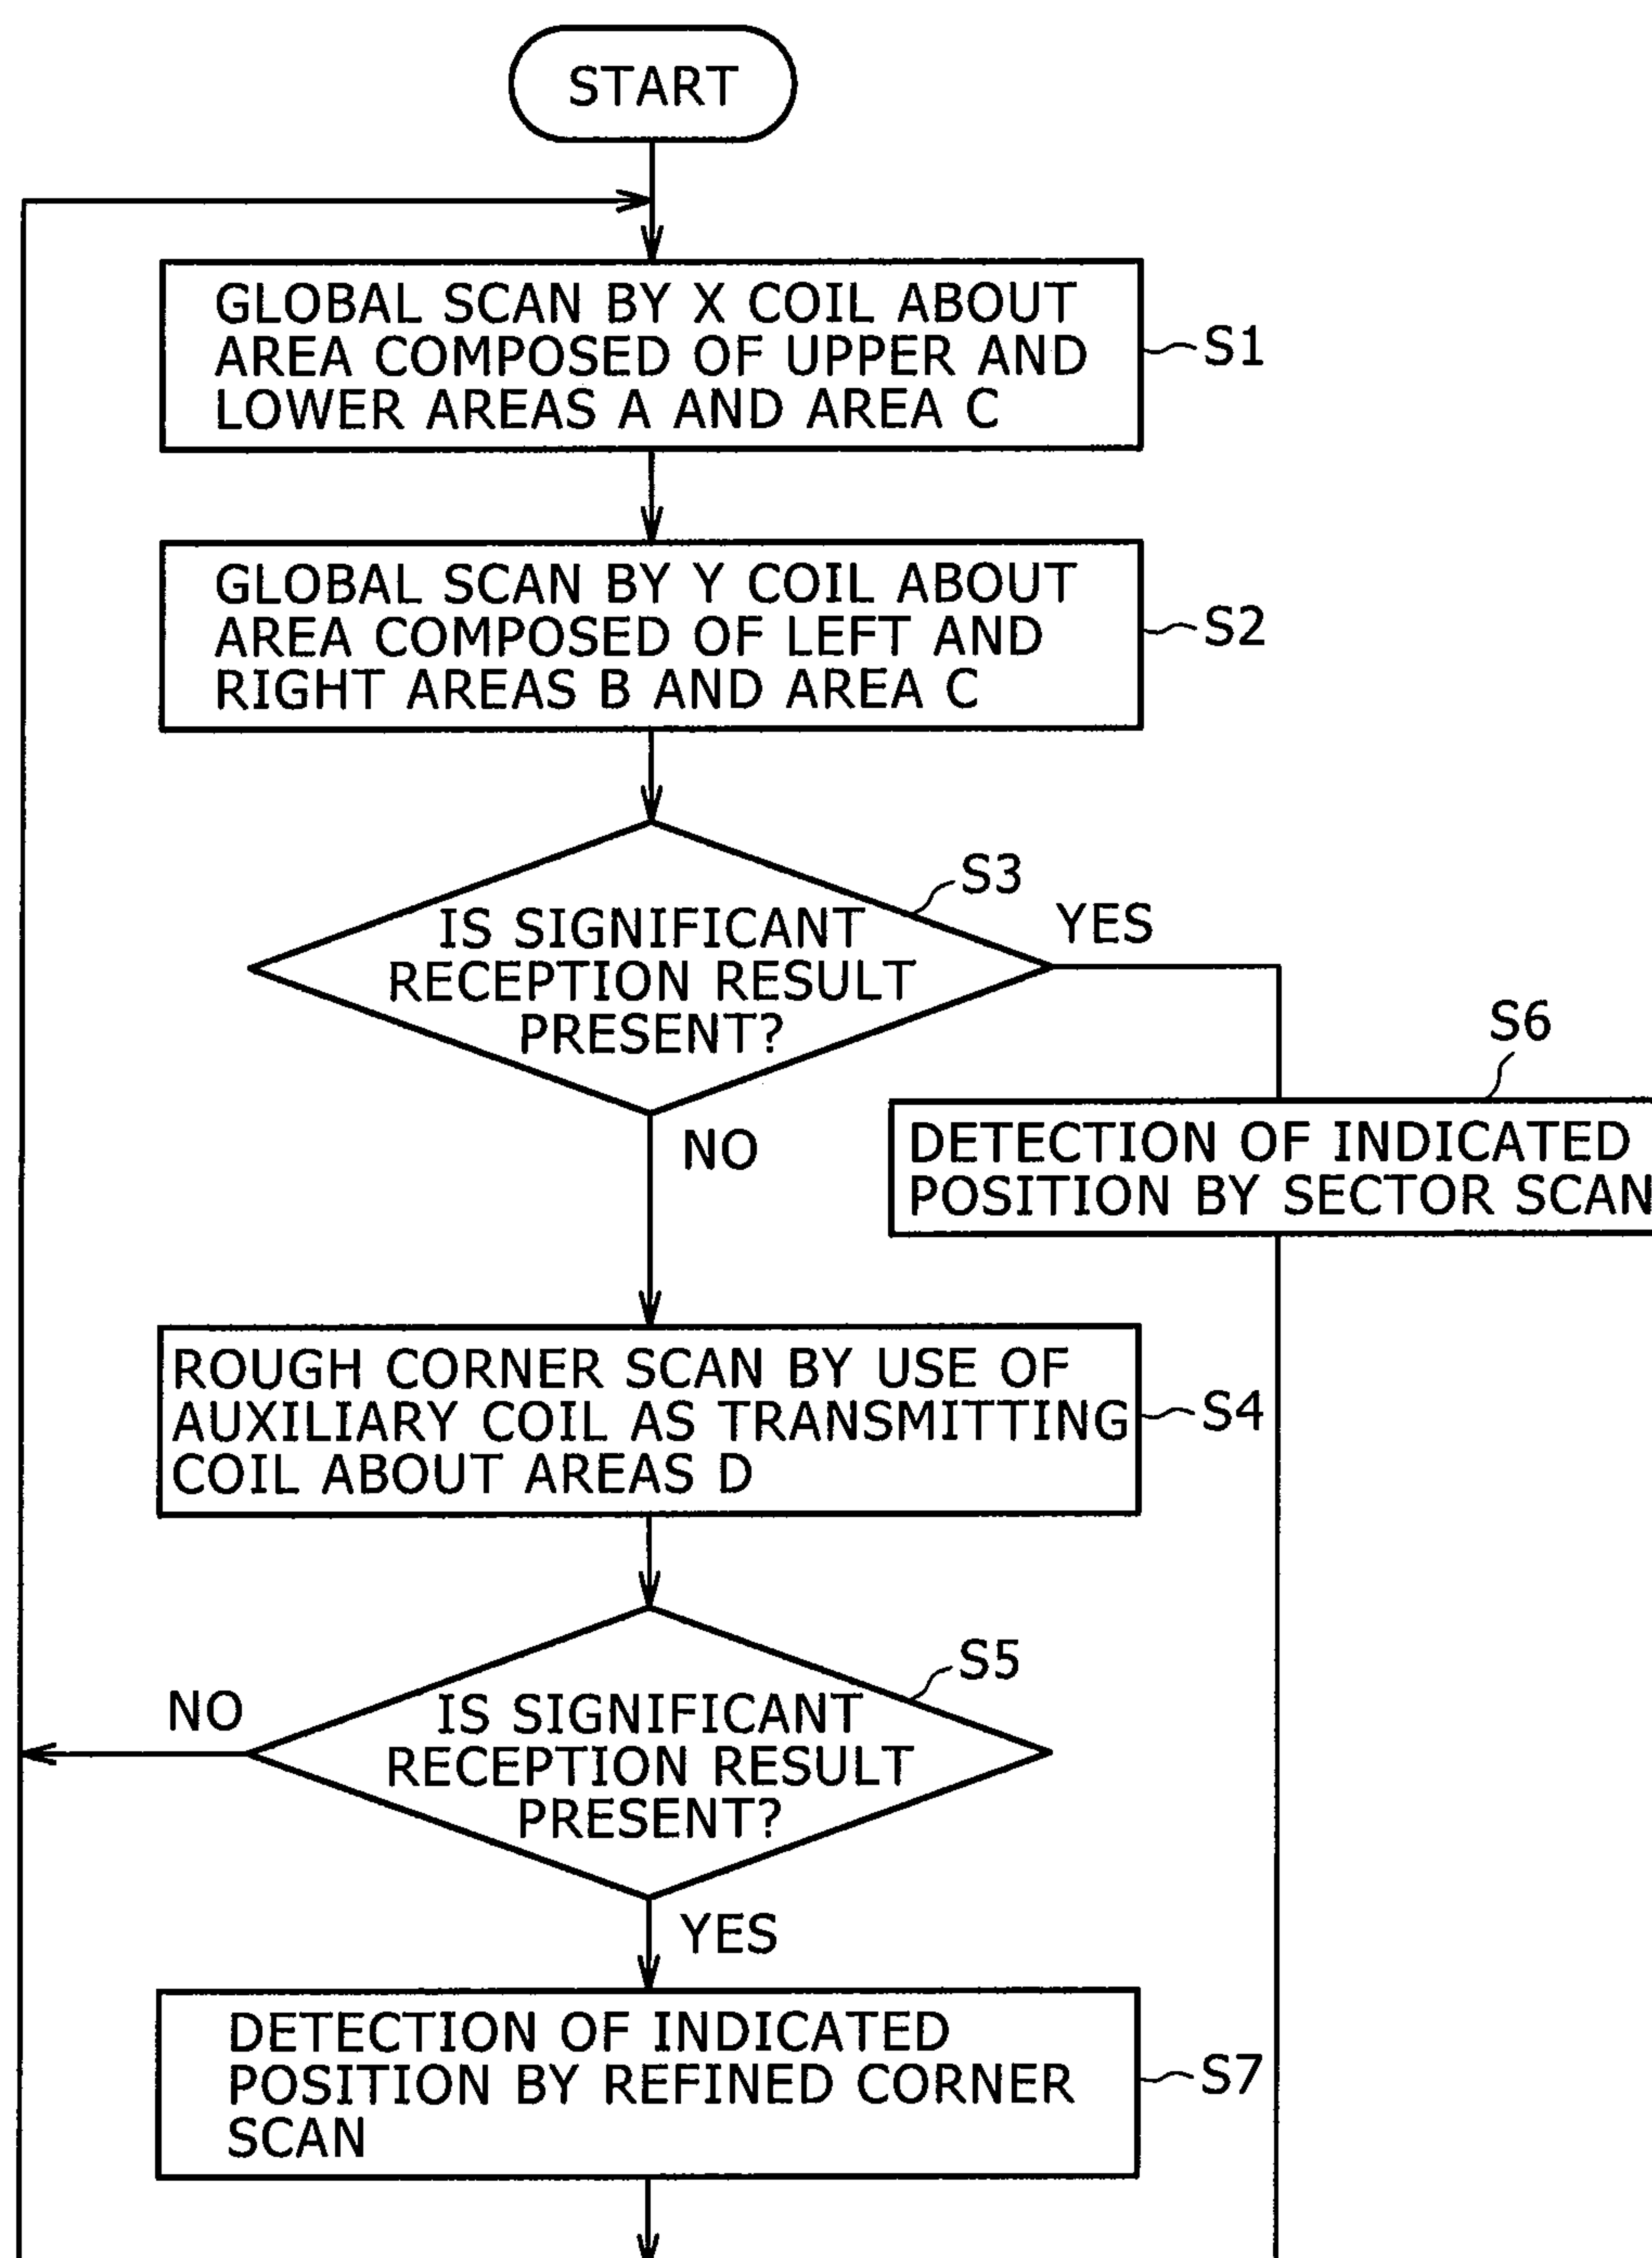 START
GLOBAL SCAN BY X COIL ABOUT
AREA COMPOSED OF UPPER AND
LOWER AREAS A AND AREA C
S1
GLOBAL SCAN BY Y COIL ABOUT
AREA COMPOSED OF LEFT AND
RIGHT AREAS B AND AREA C
S2
S3
IS SIGNIFICANT
RECEPTION RESULT
PRESENT?
YES
NO
S6
DETECTION OF INDICATED
POSITION BY SECTOR SCAN
ROUGH CORNER SCAN BY USE OF
AUXILIARY COIL AS TRANSMITTING
COIL ABOUT AREAS D
S4
S5
IS SIGNIFICANT
RECEPTION RESULT
PRESENT?
NO
YES
DETECTION OF INDICATED
POSITION BY REFINED CORNER
SCAN
S7